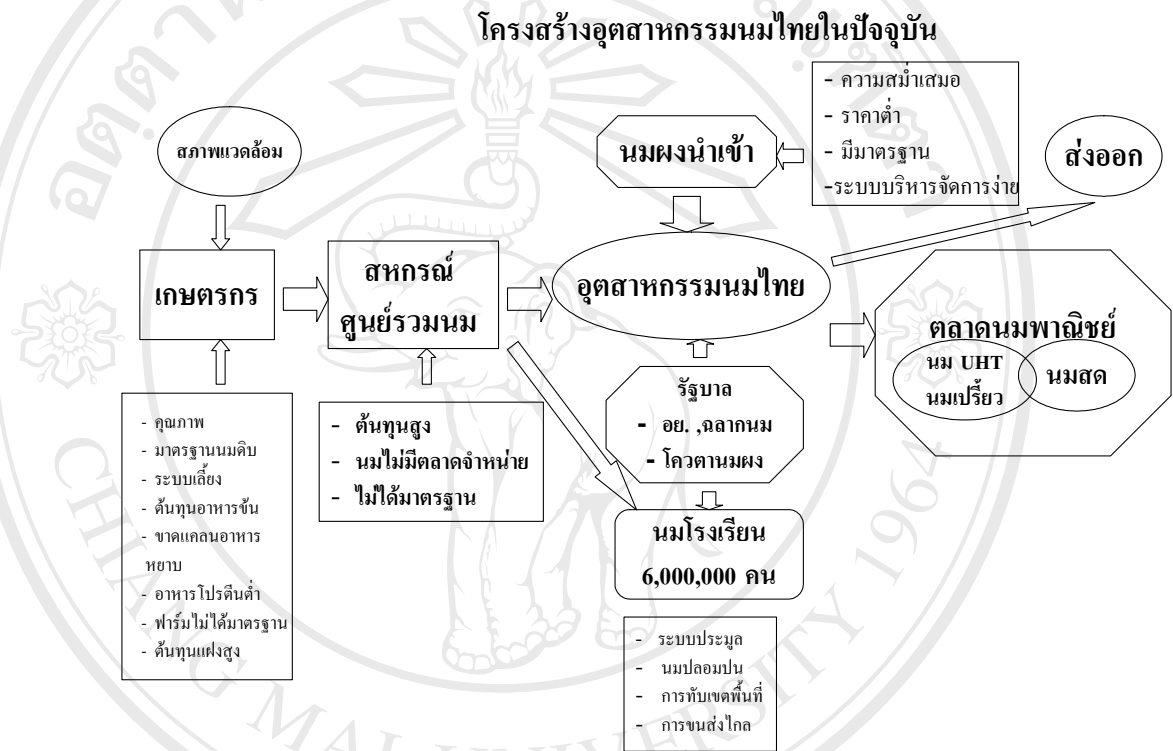 โครงสร้างอุตสาหกรรมนมไทยในปัจจุบัน
- ความสม่ำเสมอ
- ราคาต่ำ
- มีมาตรฐาน
-ระบบบริหารจัดการง่าย
สภาพแวดล้อม
นมผงนำเข้า
ส่งออก
เกษตรกร
สหกรณ์
ศูนย์รวมนม
อุตสาหกรรมนมไทย
ตลาดนมพาณิชย์
นม UHT
นมเปรี้ยว
นมสด
รัฐบาล
- อย. ,ฉลากนม
- โควตานมผง
- คุณภาพ
- มาตรฐานนมดิบ
- ระบบเลี้ยง
- ต้นทุนอาหารข้น
- ขาดแคลนอาหาร
หยาบ
- อาหารโปรตีนต่ำ
- ฟาร์มไม่ได้มาตรฐาน
- ต้นทุนแฝงสูง
- ต้นทุนสูง
- นมไม่มีตลาดจำหน่าย
- ไม่ได้มาตรฐาน
นมโรงเรียน
6,000,000 คน
- ระบบประมูล
- นมปลอมปน
- การทับเขตพื้นที่
- การขนส่งไกล
CHIANG MAI UNIVERSITY 1964